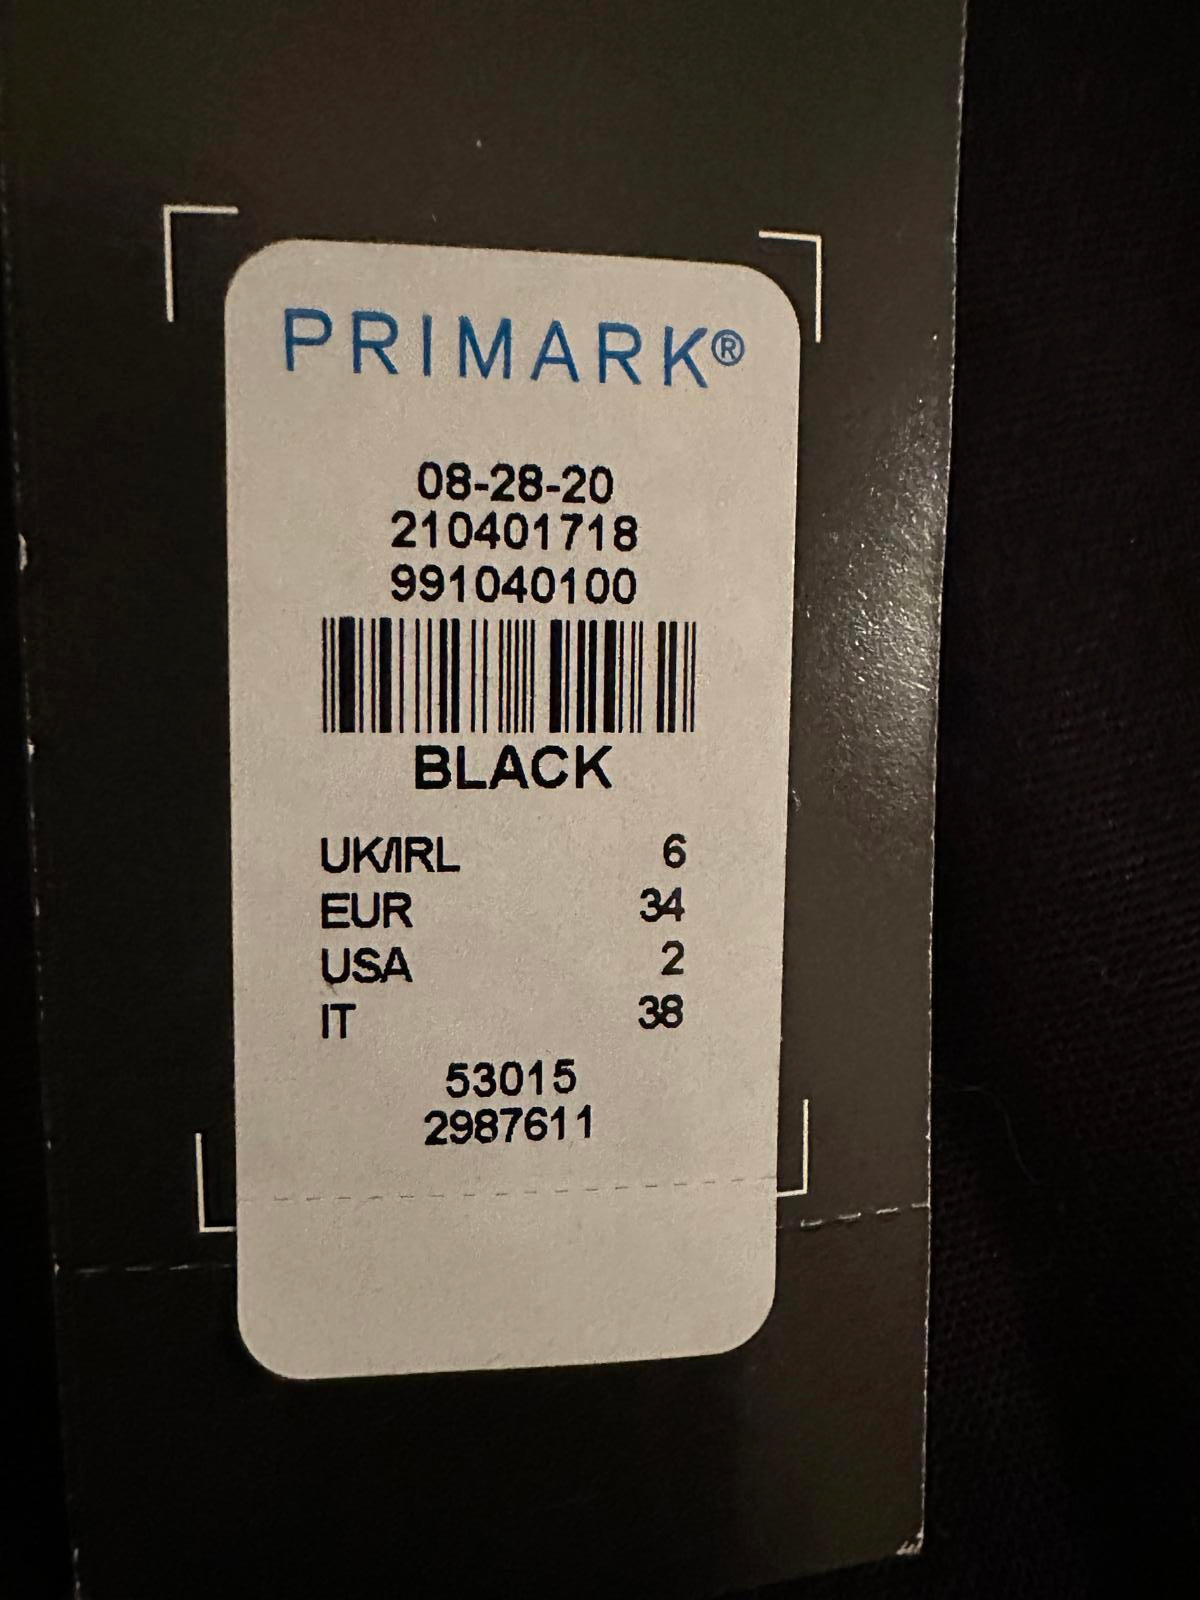 PRIMARK®
08-28-20
210401718
991040100
BLACK
UK/IRL 6
EUR 34
USA 2
IT 38
53015
2987611